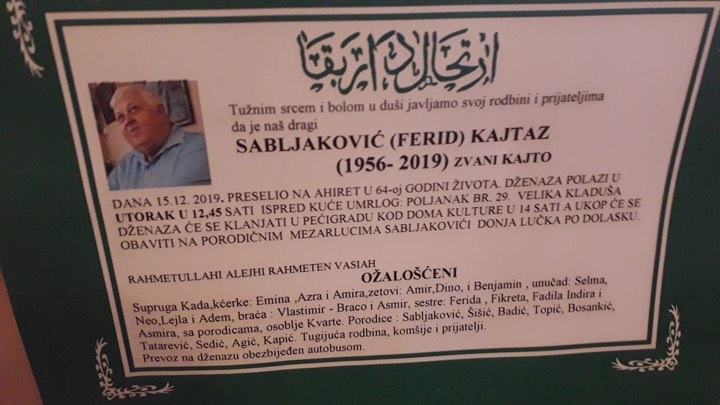 ارتحال دار بقا
Tužnim srcem i bolom u duši javljamo svoj rodbini i prijateljima
da je naš dragi
SABLJAKOVIĆ (FERID) KAJTAZ
(1956- 2019) ZVANI KAJTO
DANA 15.12. 2019. PRESELIO NA AHIRET U 64-oj GODINI ŽIVOTA. DŽENAZA POLAZI U
UTORAK U 12,45 SATI ISPRED KUĆE UMRLOG: POLJANAK BR. 29. VELIKA KLADUŠA
DŽENAZA ĆE SE KLANJATI U PEĆIGRADU KOD DOMA KULTURE U 14 SATI A UKOP ĆE SE
OBAVITI NA PORODIČNIM MEZARLUCIMA SABLJAKOVIĆI DONJA LUČKA PO DOLASKU.
RAHMETULLAHI ALEJHI RAHMETEN VASIAH
OŽALOŠĆENI
Supruga Kada,kćerke: Emina ,Azra i Amira,zetovi: Amir,Dino, i Benjamin , unučad: Selma,
Neo,Lejla i Adem, braća : Vlastimir - Braco i Asmir, sestre: Ferida , Fikreta, Fadila Indira i
Asmira, sa porodicama, osoblje Kvarte. Porodice : Sabljaković, Šišić, Badić, Topić, Bosankić,
Tatarević, Sedić, Agić, Kapić. Tugijuća rodbina, komšije i prijatelji.
Prevoz na dženazu obezbijeđen autobusom.